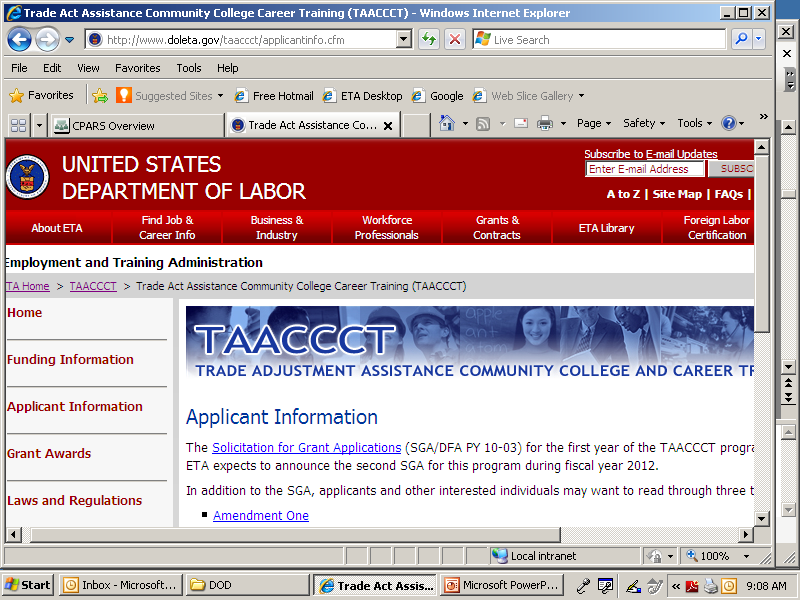 Trade Act Assistance Community College Career Training (TAACCCT) - Windows Internet Explorer
http://www.doleta.gov/taaccct/applicantinfo.cfm
Live Search
File Edit View Favorites Tools Help
Favorites Suggested Sites Free Hotmail ETA Desktop Google Web Slice Gallery
CPARS Overview Trade Act Assistance Co... Page Safety Tools »
Subscribe to E-mail Updates
UNITED STATES
DEPARTMENT OF LABOR
Enter E-mail Address SUBSC
A to Z | Site Map | FAQs |
About ETA
Find Job &
Career Info
Business &
Industry
Workforce
Professionals
Grants &
Contracts
ETA Library
Foreign Labor
Certification
Employment and Training Administration
TA Home > TAACCCT > Trade Act Assistance Community College Career Training (TAACCCT)
Home
Funding Information
Applicant Information
Grant Awards
Laws and Regulations
TAACCCT
TRADE ADJUSTMENT ASSISTANCE COMMUNITY COLLEGE AND CAREER TR
Applicant Information
The Solicitation for Grant Applications (SGA/DFA PY 10-03) for the first year of the TAACCCT progra
ETA expects to announce the second SGA for this program during fiscal year 2012.
In addition to the SGA, applicants and other interested individuals may want to read through three t
Amendment One
Local intranet 100%
Start Inbox - Microsoft... DOD Trade Act Assis... Microsoft PowerP... « 9:08 AM